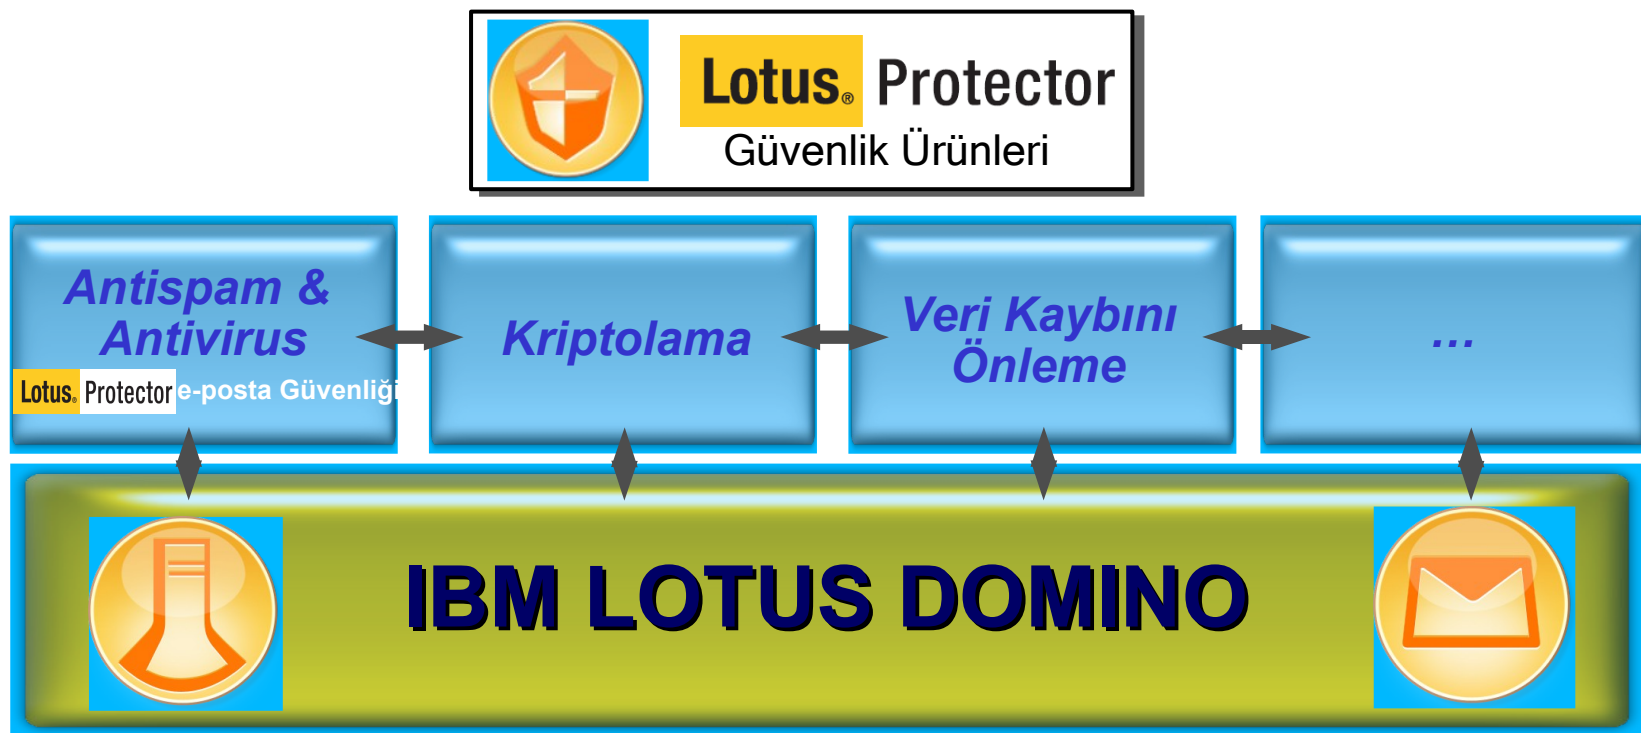 Lotus® Protector
Güvenlik Ürünleri
Antispam &
Antivirus
Lotus® Protector e-posta Güvenliği
Kriptolama
Veri Kaybını
Önleme
...
IBM LOTUS DOMINO